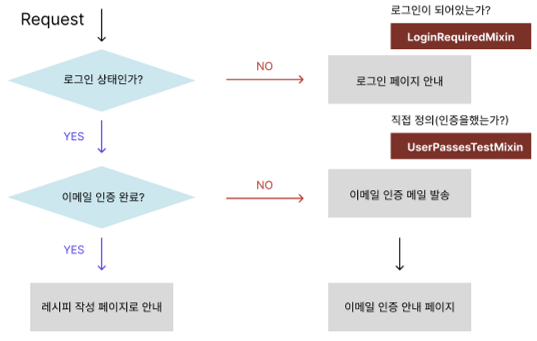 Request
로그인이 되어있는가?
LoginRequiredMixin
로그인 상태인가?
NO
로그인 페이지 안내
YES
직접 정의(인증을했는가?)
UserPassesTestMixin
이메일 인증 완료?
NO
이메일 인증 메일 발송
YES
레시피 작성 페이지로 안내
이메일 인증 안내 페이지